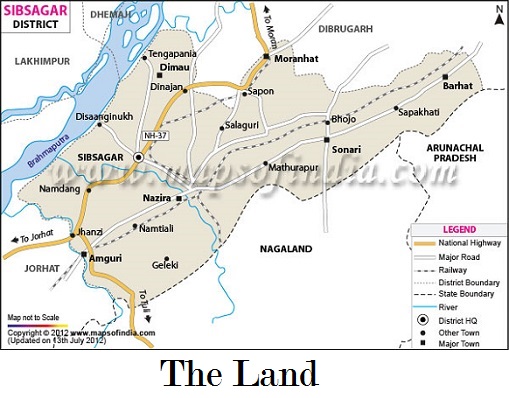 SIBSAGAR
DISTRICT
DHEMAJI
N
DIBRUGARH
LAKHIMPUR
To Moran
Tengapania
Dimau
Moranhat
Dinajan
Sapon
Barhat
Disaanginukh
Sapakhati
NH-37
Salaguri
Bhojo
Brahmaputra
SIBSAGAR
Sonari
ARUNACHAL
PRADESH
Mathurapur
www.mapsofindia.com
Namdang
Nazira
To Jorhat
Jhanzi
Namtiali
NAGALAND
JORHAT
Amguri
Geleki
To Tuli
LEGEND
National Highway
Major Road
Railway
District Boundary
State Boundary
River
District HQ
Other Town
Major Town
Map not to Scale
Copyright © 2012 www.mapsofindia.com
(Updated on 13th July 2012)
The Land